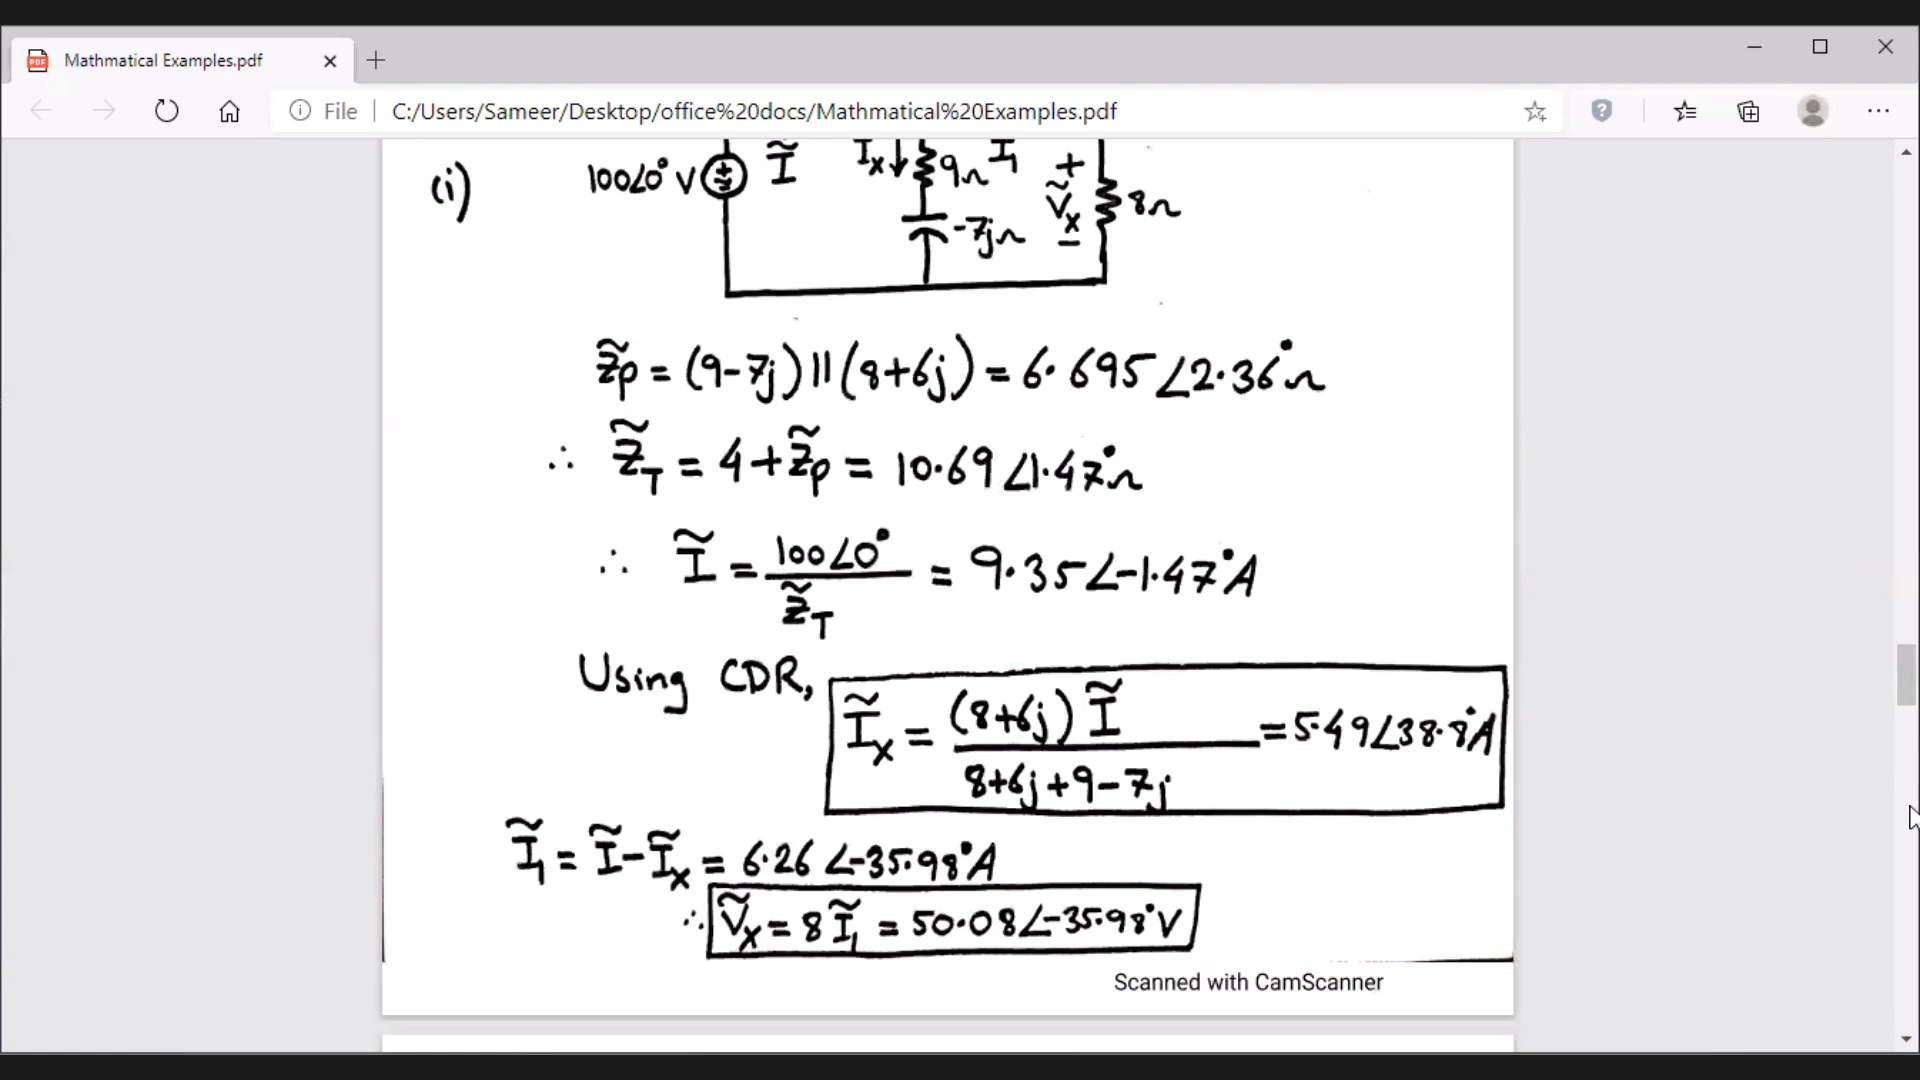 Mathmatical Examples.pdf
File C:/Users/Sameer/Desktop/office%20docs/Mathmatical%20Examples.pdf
(i) 100∠0° V Ĩ Iₓ↓ 9Ω I₁ + Ṽₓ - 8Ω
-7jΩ
Z̃p = (9-7j)||(8+6j) = 6.695∠2.36°Ω
∴ Z̃T = 4+Z̃p = 10.69∠1.47°Ω
∴ Ĩ = 100∠0° / Z̃T = 9.35∠-1.47°A
Using CDR, Ĩₓ = (8+6j) Ĩ / 8+6j+9-7j = 5.49∠38.8°A
Ĩ₁ = Ĩ-Ĩₓ = 6.26∠-35.98°A
∴ Ṽₓ = 8Ĩ₁ = 50.08∠-35.98°V
Scanned with CamScanner